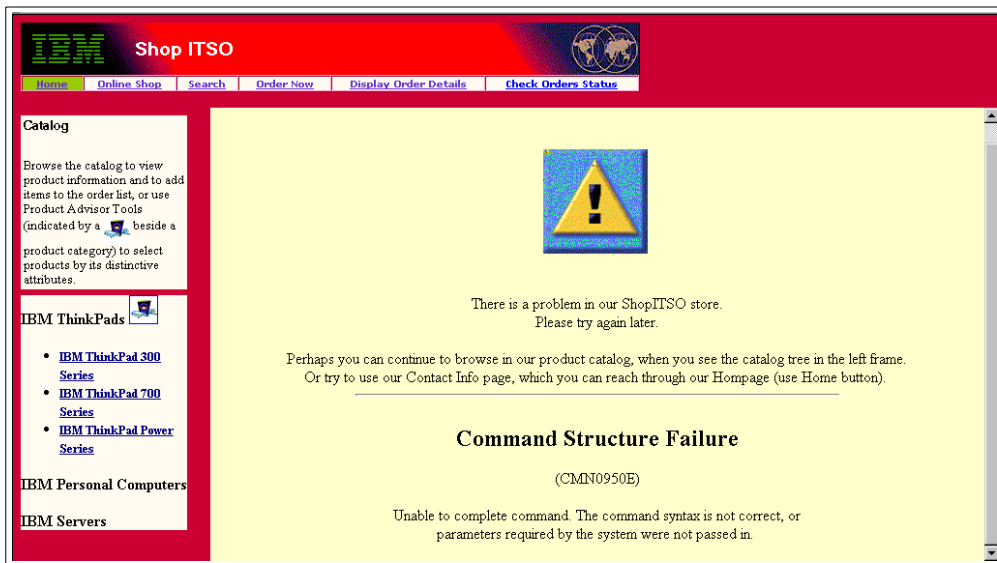 IBM Shop ITSO
Home Online Shop Search Order Now Display Order Details Check Orders Status
Catalog
Browse the catalog to view
product information and to add
items to the order list, or use
Product Advisor Tools
(indicated by a beside a
product category) to select
products by its distinctive
attributes.
IBM ThinkPads
IBM ThinkPad 300
Series
IBM ThinkPad 700
Series
IBM ThinkPad Power
Series
IBM Personal Computers
IBM Servers
There is a problem in our ShopITSO store.
Please try again later.
Perhaps you can continue to browse in our product catalog, when you see the catalog tree in the left frame.
Or try to use our Contact Info page, which you can reach through our Hompage (use Home button).
Command Structure Failure
(CMN0950E)
Unable to complete command. The command syntax is not correct, or
parameters required by the system were not passed in.